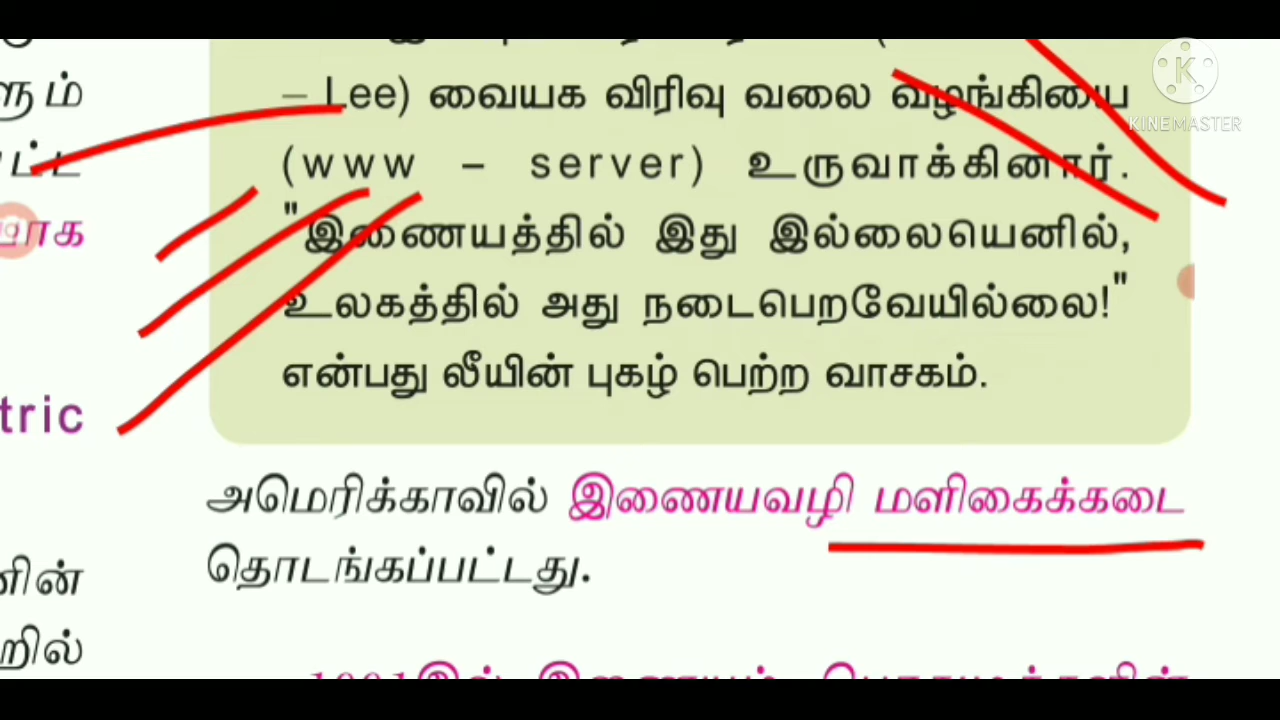 – Lee) வையக விரிவு வலை வழங்கியை
(www – server) உருவாக்கினார்.
"இணையத்தில் இது இல்லையெனில்,
உலகத்தில் அது நடைபெறவேயில்லை!"
என்பது லீயின் புகழ் பெற்ற வாசகம்.
அமெரிக்காவில் இணையவழி மளிகைக்கடை
தொடங்கப்பட்டது.
tric
KINEMASTER